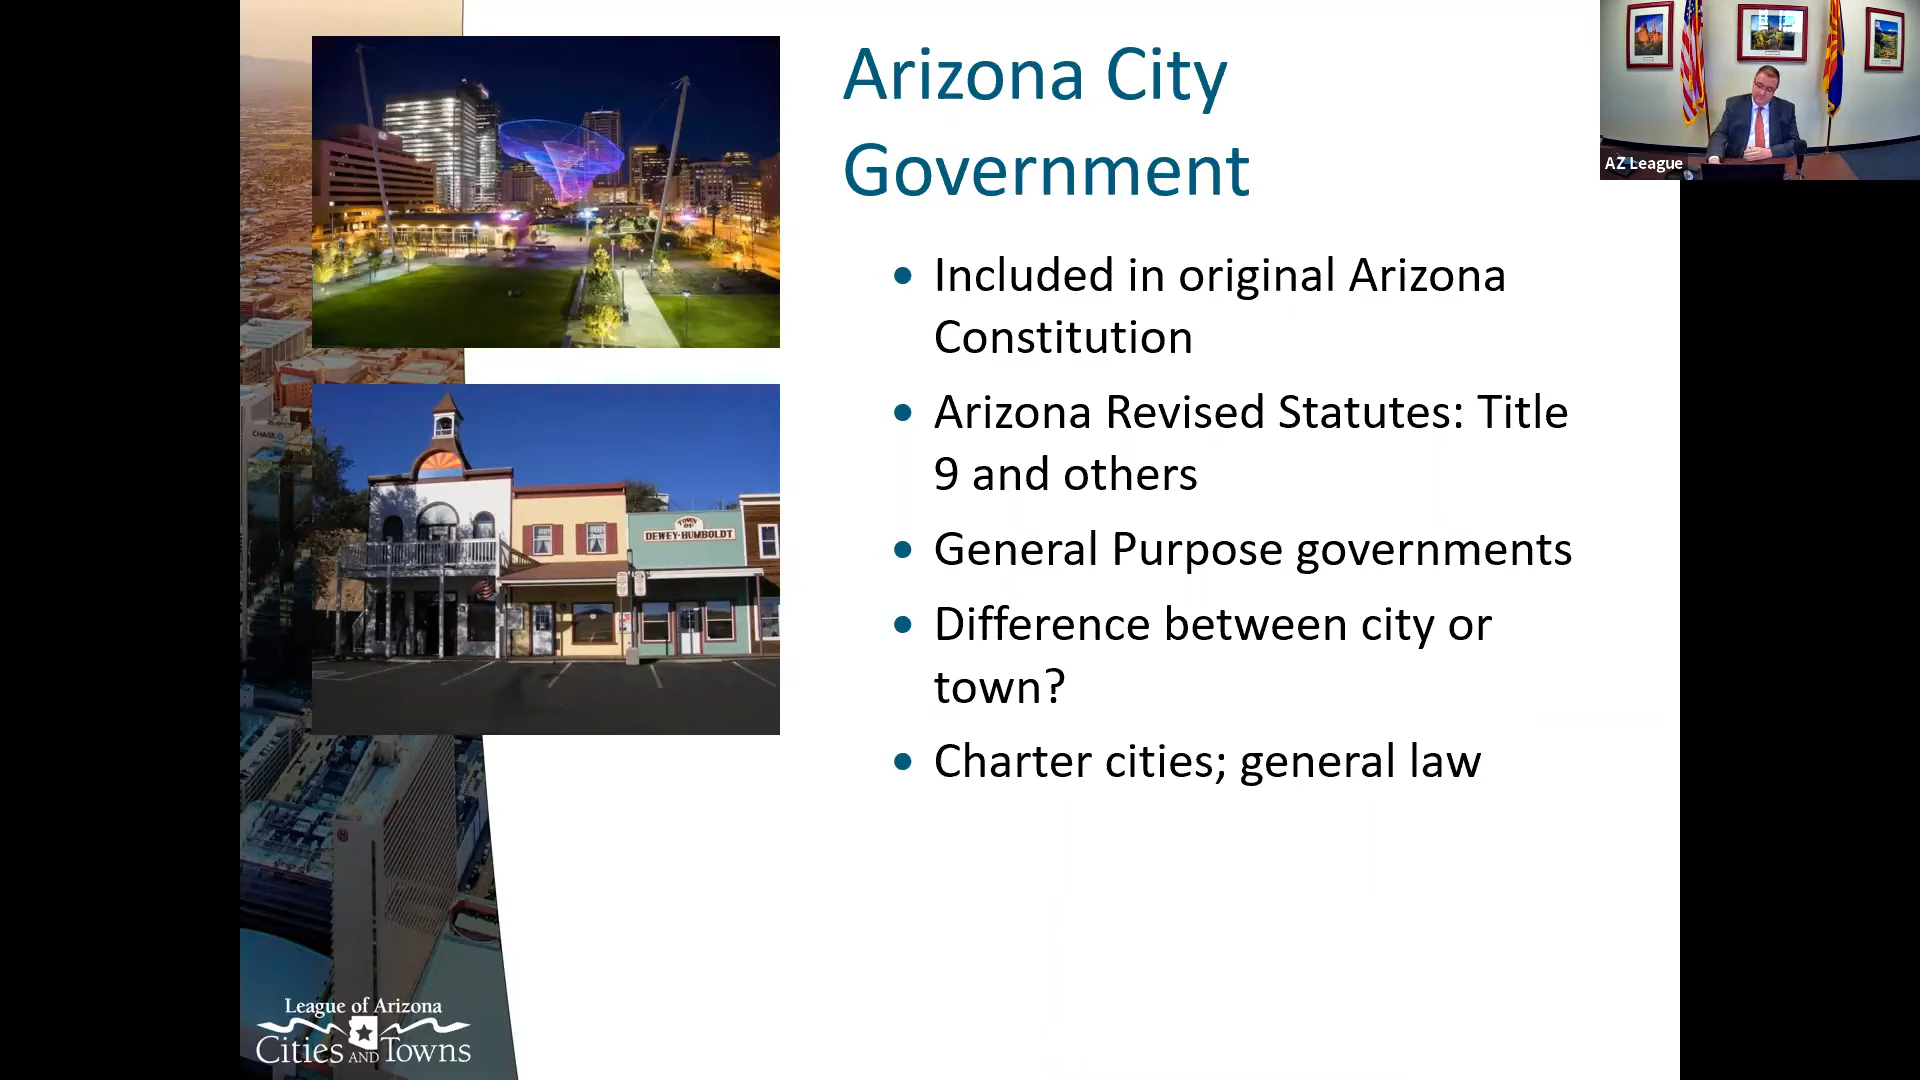 Arizona City
Government
• Included in original Arizona
Constitution
• Arizona Revised Statutes: Title
9 and others
• General Purpose governments
• Difference between city or
town?
• Charter cities; general law
AZ League
TOWN
OF
DEWEY-HUMBOLDT
CHASE
League of Arizona
Cities AND Towns